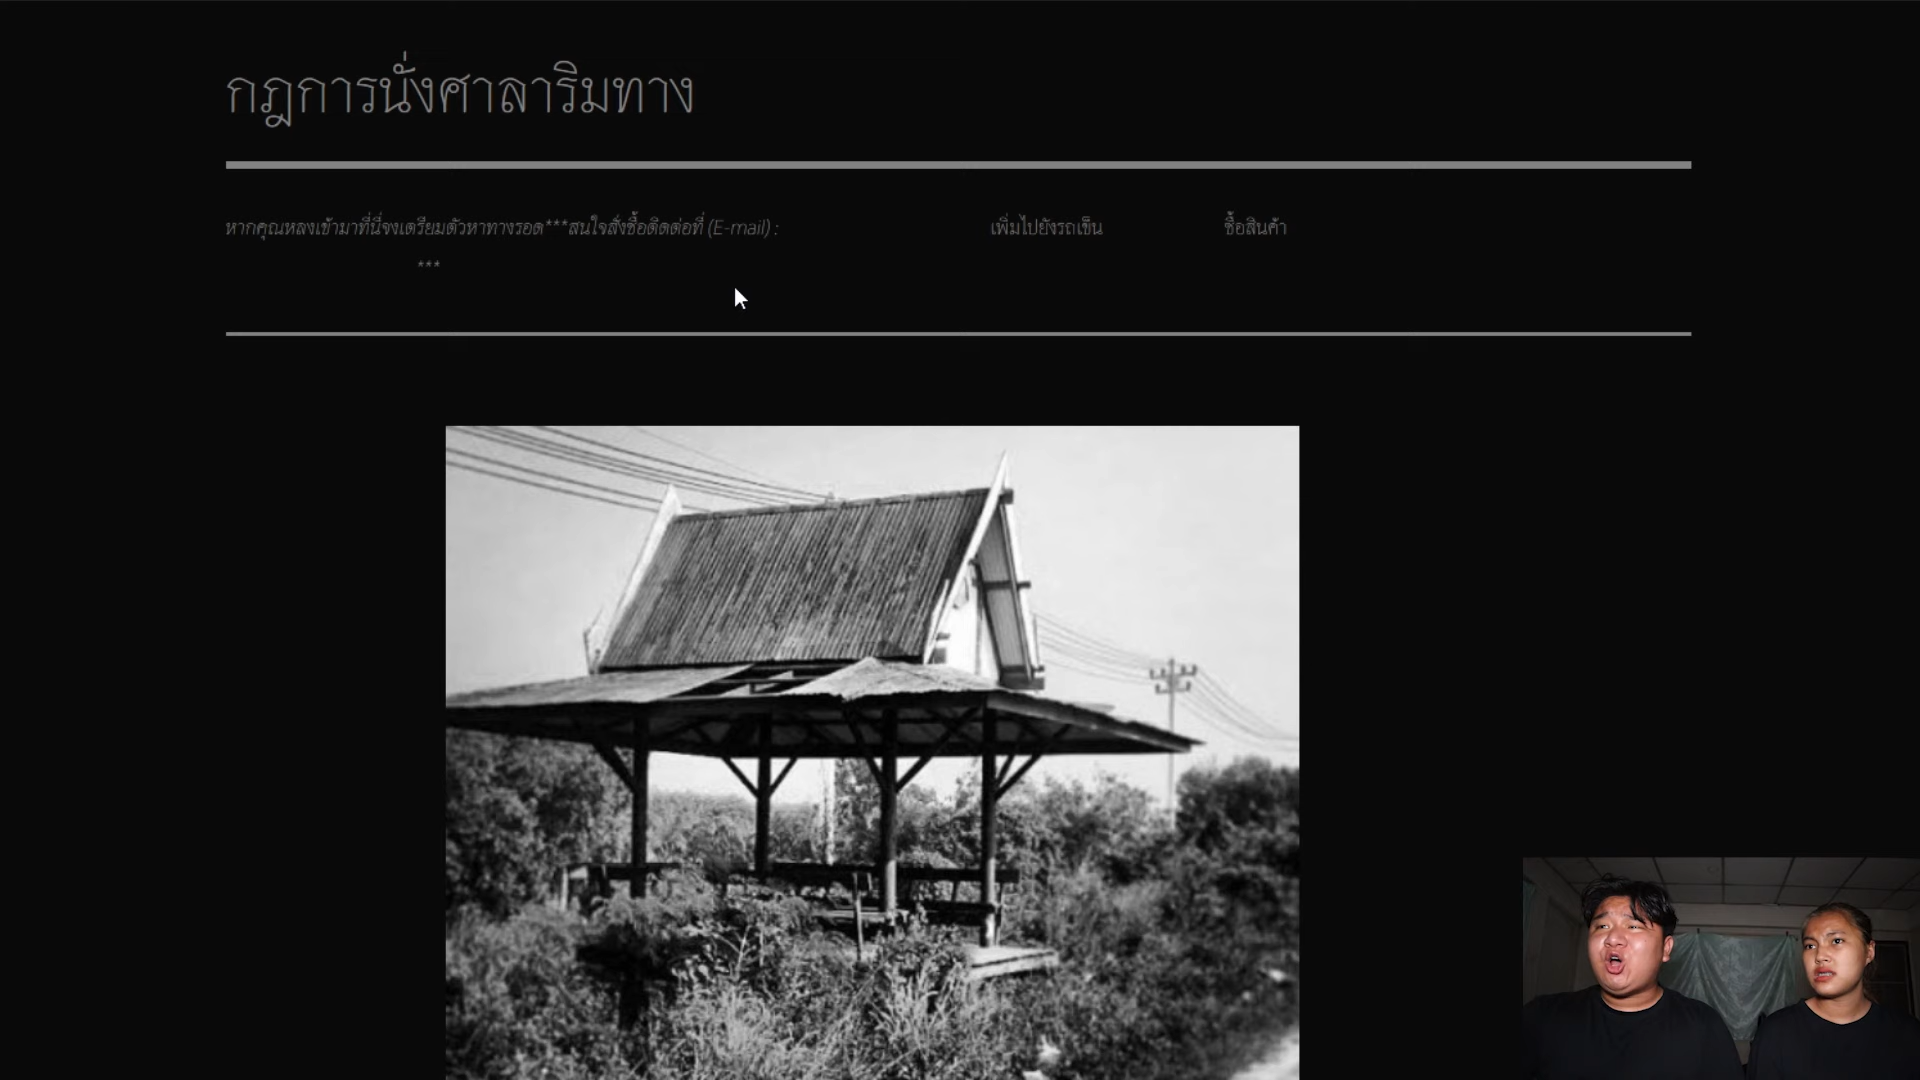 กฎการนั่งศาลาริมทาง
หากคุณหลงเข้ามาที่นี่จงเตรียมตัวหาทางรอด***สนใจสั่งซื้อติดต่อที่ (E-mail) :
***
เพิ่มไปยังรถเข็น
ซื้อสินค้า